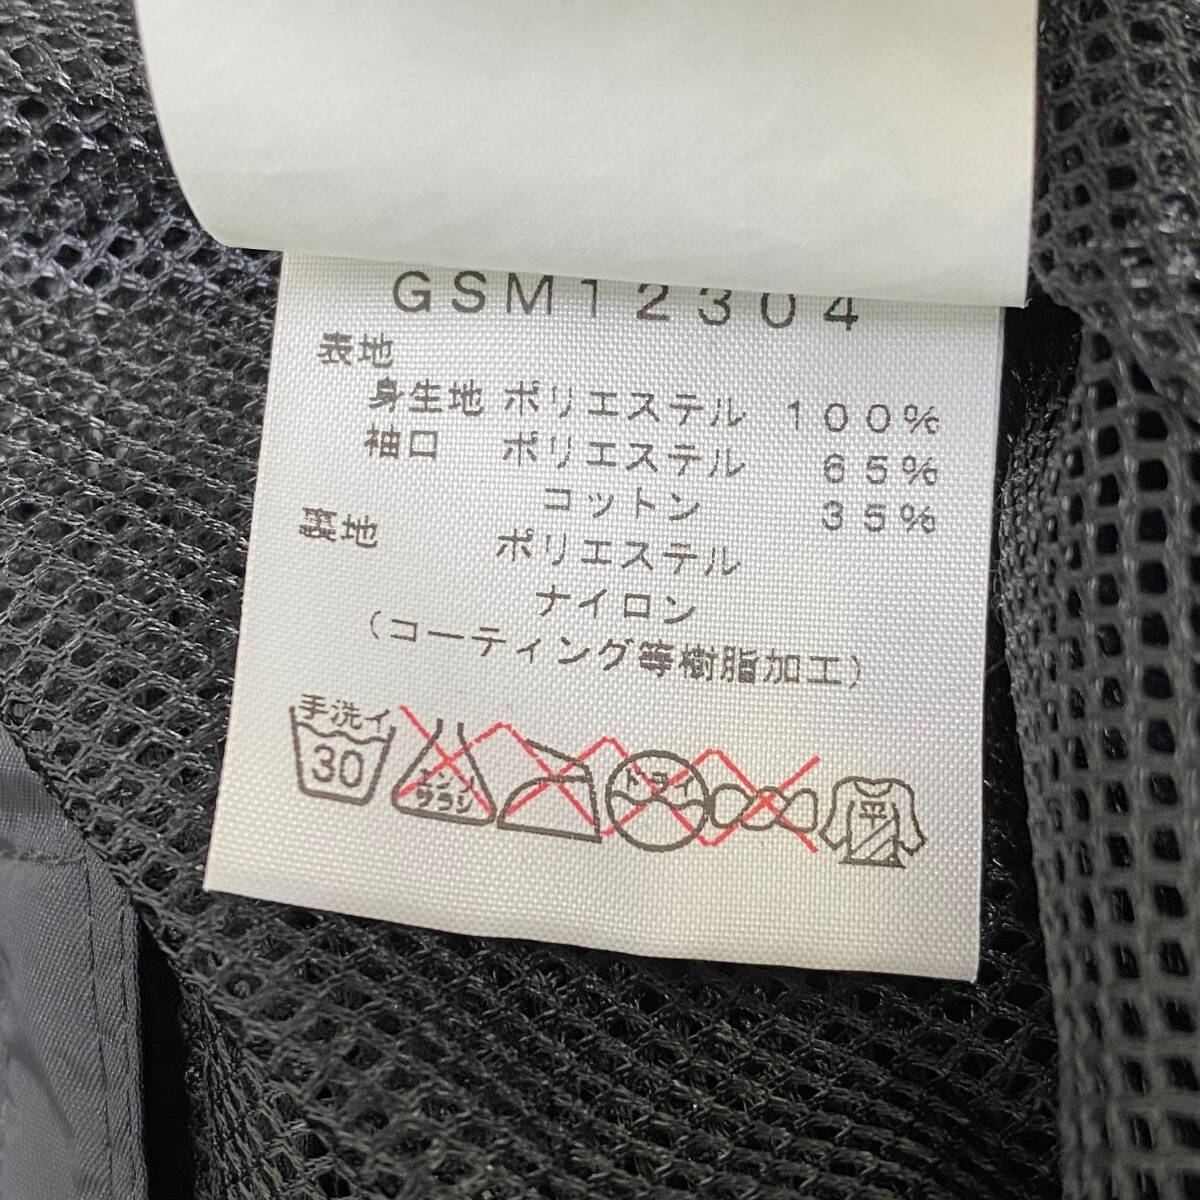 GSM12304
表地
身生地 ポリエステル 100%
袖口 ポリエステル 65%
コットン 35%
裏地 ポリエステル
ナイロン
(コーティング等樹脂加工)
手洗イ
30
エンソ
サラシ
ドライ
平